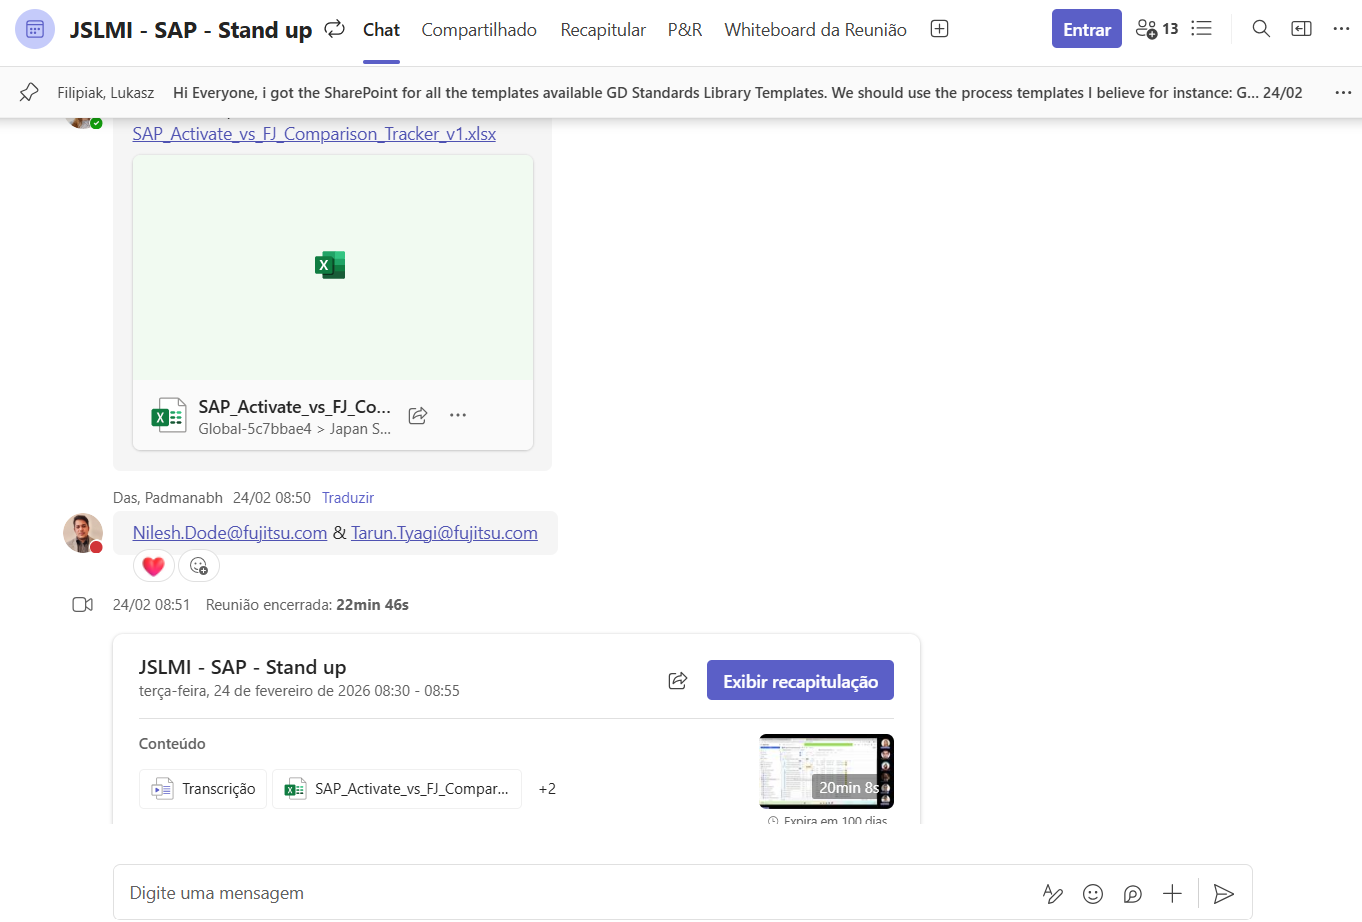 JSLMI - SAP - Stand up Chat Compartilhado Recapitular P&R Whiteboard da Reunião Entrar 13
Filipiak, Lukasz Hi Everyone, i got the SharePoint for all the templates available GD Standards Library Templates. We should use the process templates I believe for instance: G... 24/02
SAP_Activate_vs_FJ_Comparison_Tracker_v1.xlsx
SAP_Activate_vs_FJ_Co...
Global-5c7bbae4 > Japan S...
Das, Padmanabh 24/02 08:50 Traduzir
Nilesh.Dode@fujitsu.com & Tarun.Tyagi@fujitsu.com
24/02 08:51 Reunião encerrada: 22min 46s
JSLMI - SAP - Stand up
terça-feira, 24 de fevereiro de 2026 08:30 - 08:55
Exibir recapitulação
Conteúdo
Transcrição SAP_Activate_vs_FJ_Compar... +2
20min 8s
Expira em 100 dias
Digite uma mensagem